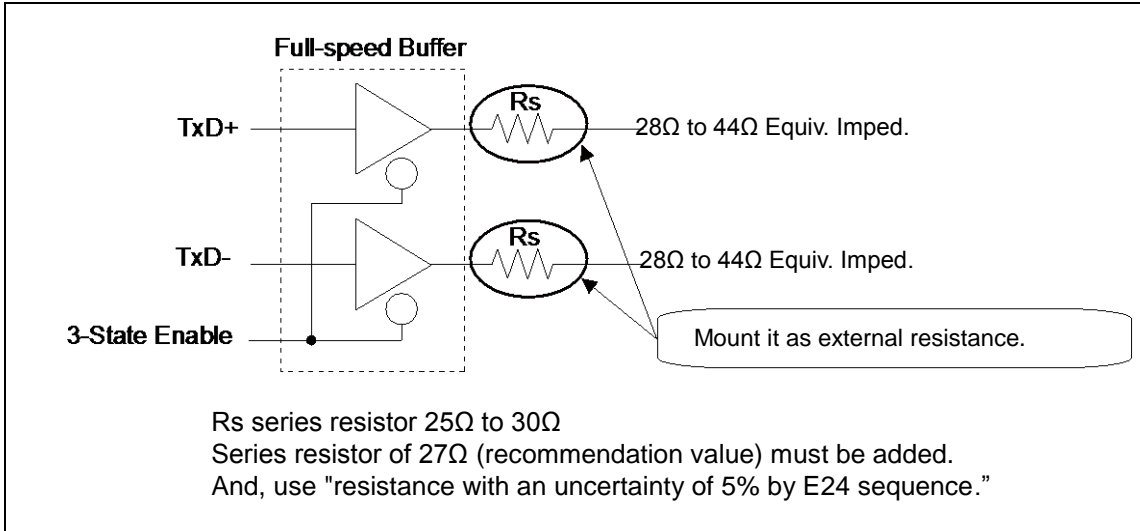 Full-speed Buffer
TxD+
Rs
28Ω to 44Ω Equiv. Imped.
TxD-
Rs
28Ω to 44Ω Equiv. Imped.
3-State Enable
Mount it as external resistance.
Rs series resistor 25Ω to 30Ω
Series resistor of 27Ω (recommendation value) must be added.
And, use "resistance with an uncertainty of 5% by E24 sequence.”